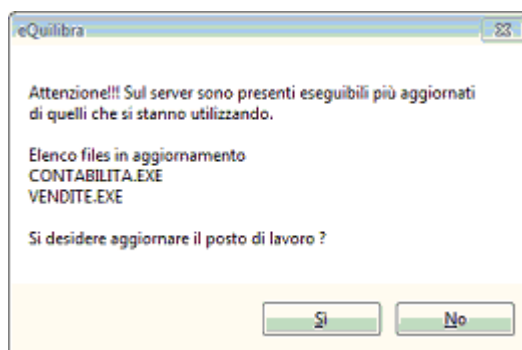 eQuilibra
Attenzione!!! Sul server sono presenti eseguibili più aggiornati
di quelli che si stanno utilizzando.
Elenco files in aggiornamento
CONTABILITA.EXE
VENDITE.EXE
Si desidere aggiornare il posto di lavoro ?
Sì No